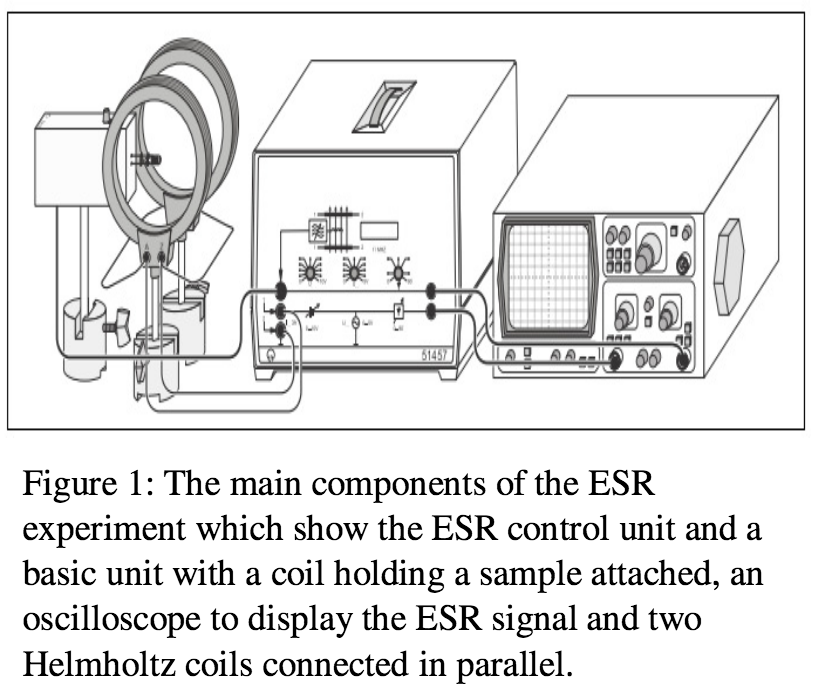 51457
Figure 1: The main components of the ESR
experiment which show the ESR control unit and a
basic unit with a coil holding a sample attached, an
oscilloscope to display the ESR signal and two
Helmholtz coils connected in parallel.